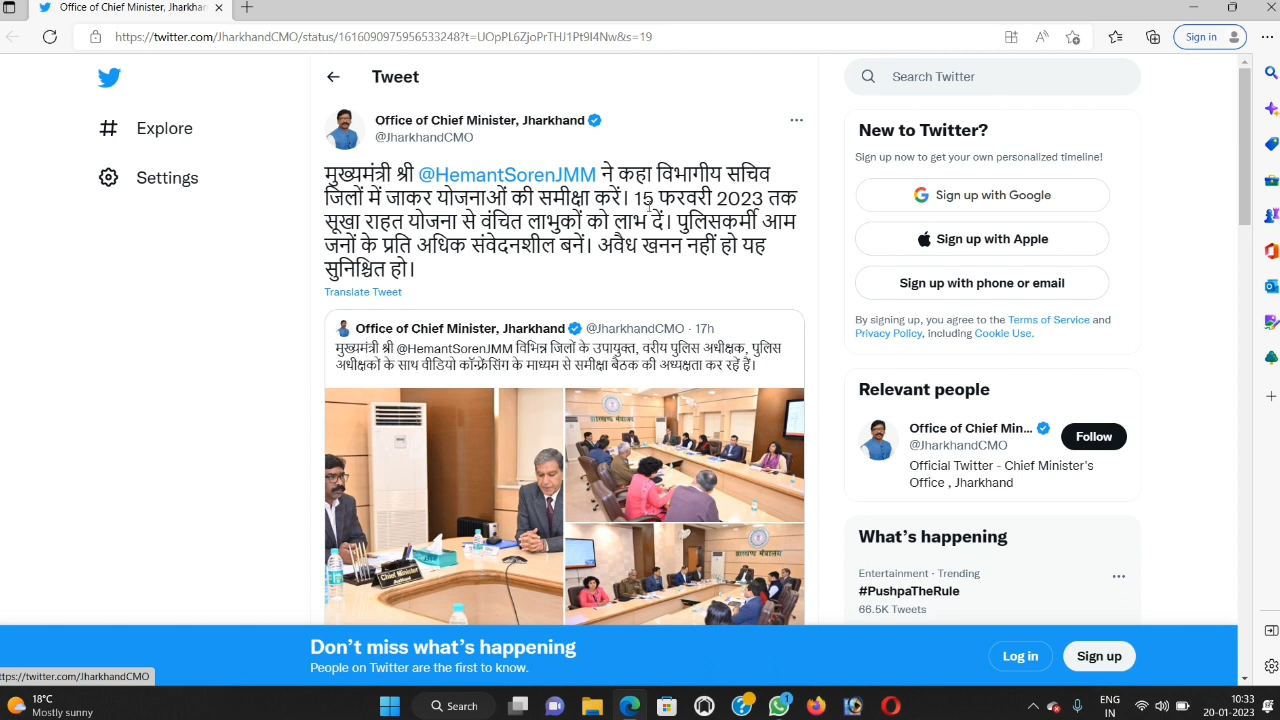 Office of Chief Minister, Jharkhan
https://twitter.com/JharkhandCMO/status/1616090975956533248?t=UOpPL6ZjoPrTHJ1Pt9I4Nw&s=19
Sign in
Tweet
Search Twitter
Explore
Settings
Office of Chief Minister, Jharkhand
@JharkhandCMO
मुख्यमंत्री श्री @HemantSorenJMM ने कहा विभागीय सचिव
जिलों में जाकर योजनाओं की समीक्षा करें। 15 फरवरी 2023 तक
सूखा राहत योजना से वंचित लाभुकों को लाभ दें। पुलिसकर्मी आम
जनों के प्रति अधिक संवेदनशील बनें। अवैध खनन नहीं हो यह
सुनिश्चित हो।
Translate Tweet
Office of Chief Minister, Jharkhand @JharkhandCMO · 17h
मुख्यमंत्री श्री @HemantSorenJMM विभिन्न जिलों के उपायुक्त, वरीय पुलिस अधीक्षक, पुलिस
अधीक्षकों के साथ वीडियो कॉन्फ्रेंसिंग के माध्यम से समीक्षा बैठक की अध्यक्षता कर रहें हैं।
Chief Minister
New to Twitter?
Sign up now to get your own personalized timeline!
Sign up with Google
Sign up with Apple
Sign up with phone or email
By signing up, you agree to the Terms of Service and
Privacy Policy, including Cookie Use.
Relevant people
Office of Chief Min...
@JharkhandCMO
Follow
Official Twitter - Chief Minister's
Office , Jharkhand
What's happening
Entertainment · Trending
#PushpaTheRule
66.5K Tweets
Don't miss what's happening
People on Twitter are the first to know.
Log in
Sign up
ttps://twitter.com/JharkhandCMO
18°C
Mostly sunny
Search
1
ENG
IN
10:33
20-01-2023